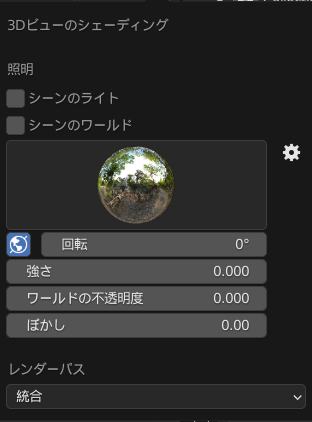 3Dビューのシェーディング
照明
シーンのライト
シーンのワールド
回転 0°
強さ 0.000
ワールドの不透明度 0.000
ぼかし 0.00
レンダーパス
統合